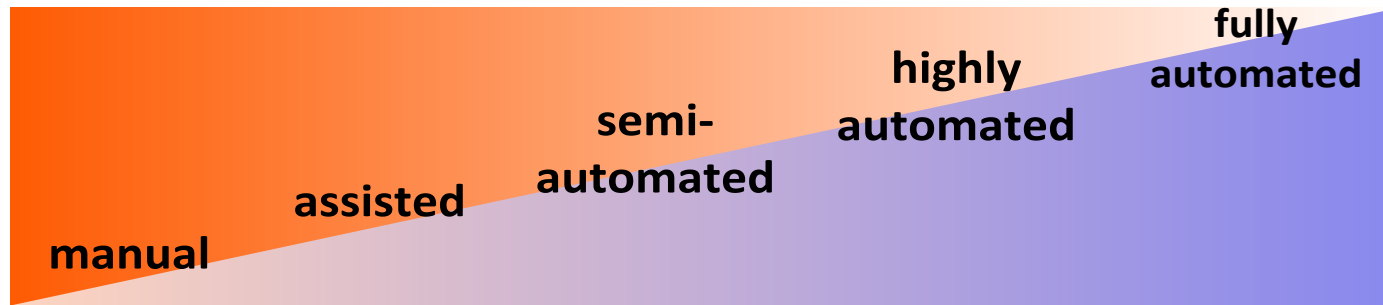 manual
assisted
semi-
automated
highly
automated
fully
automated